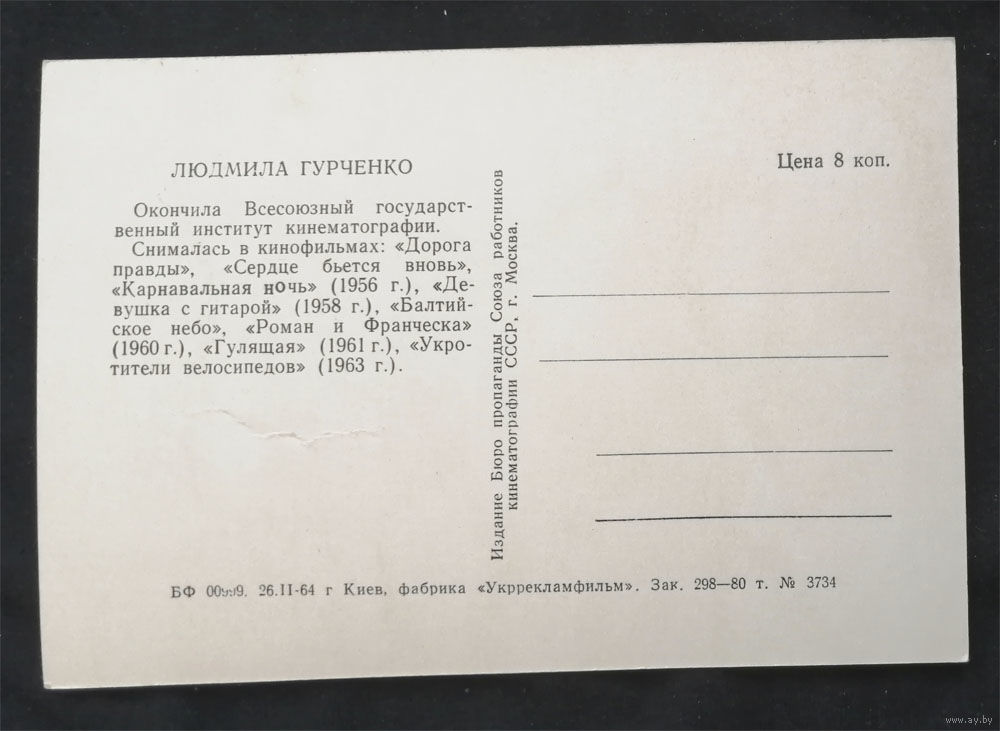 ЛЮДМИЛА ГУРЧЕНКО
Окончила Всесоюзный государст-
венный институт кинематографии.
Снималась в кинофильмах: «Дорога
правды», «Сердце бьется вновь»,
«Карнавальная ночь» (1956 г.), «Де-
вушка с гитарой» (1958 г.), «Балтий-
ское небо», «Роман и Франческа»
(1960 г.), «Гулящая» (1961 г.), «Укро-
тители велосипедов» (1963 г.).
Издание Бюро пропаганды Союза работников
кинематографии СССР, г. Москва.
Цена 8 коп.
БФ 26.II-64 г Киев, фабрика «Укррекламфильм». Зак. 298—80 т. № 3734
www.ay.by